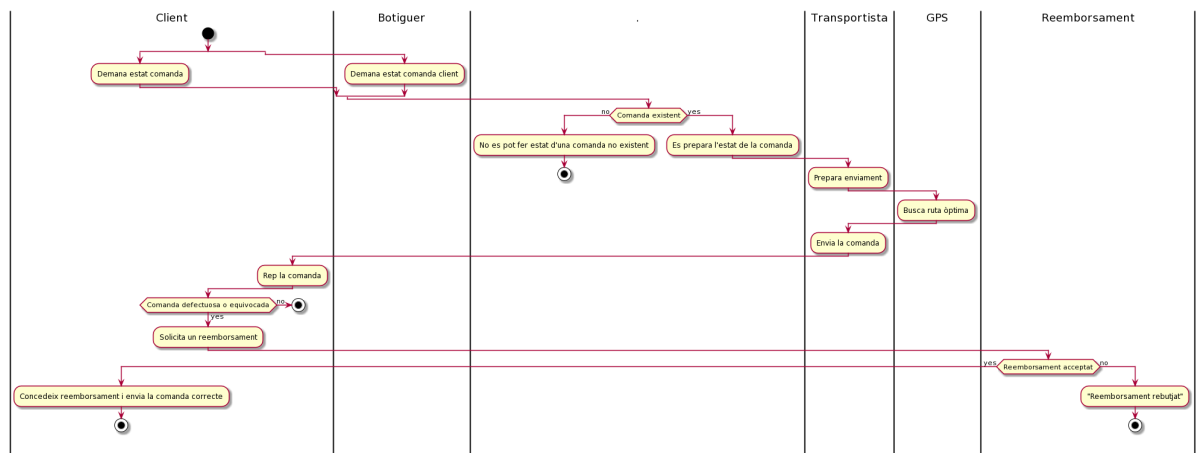 Client
Botiguer
.
Transportista
GPS
Reemborsament
Demana estat comanda
Demana estat comanda client
no
Comanda existent
yes
No es pot fer estat d'una comanda no existent
Es prepara l'estat de la comanda
Prepara enviament
Busca ruta òptima
Envia la comanda
Rep la comanda
Comanda defectuosa o equivocada
no
yes
Solicita un reemborsament
yes
Reemborsament acceptat
no
Concedeix reemborsament i envia la comanda correcte
"Reemborsament rebutjat"